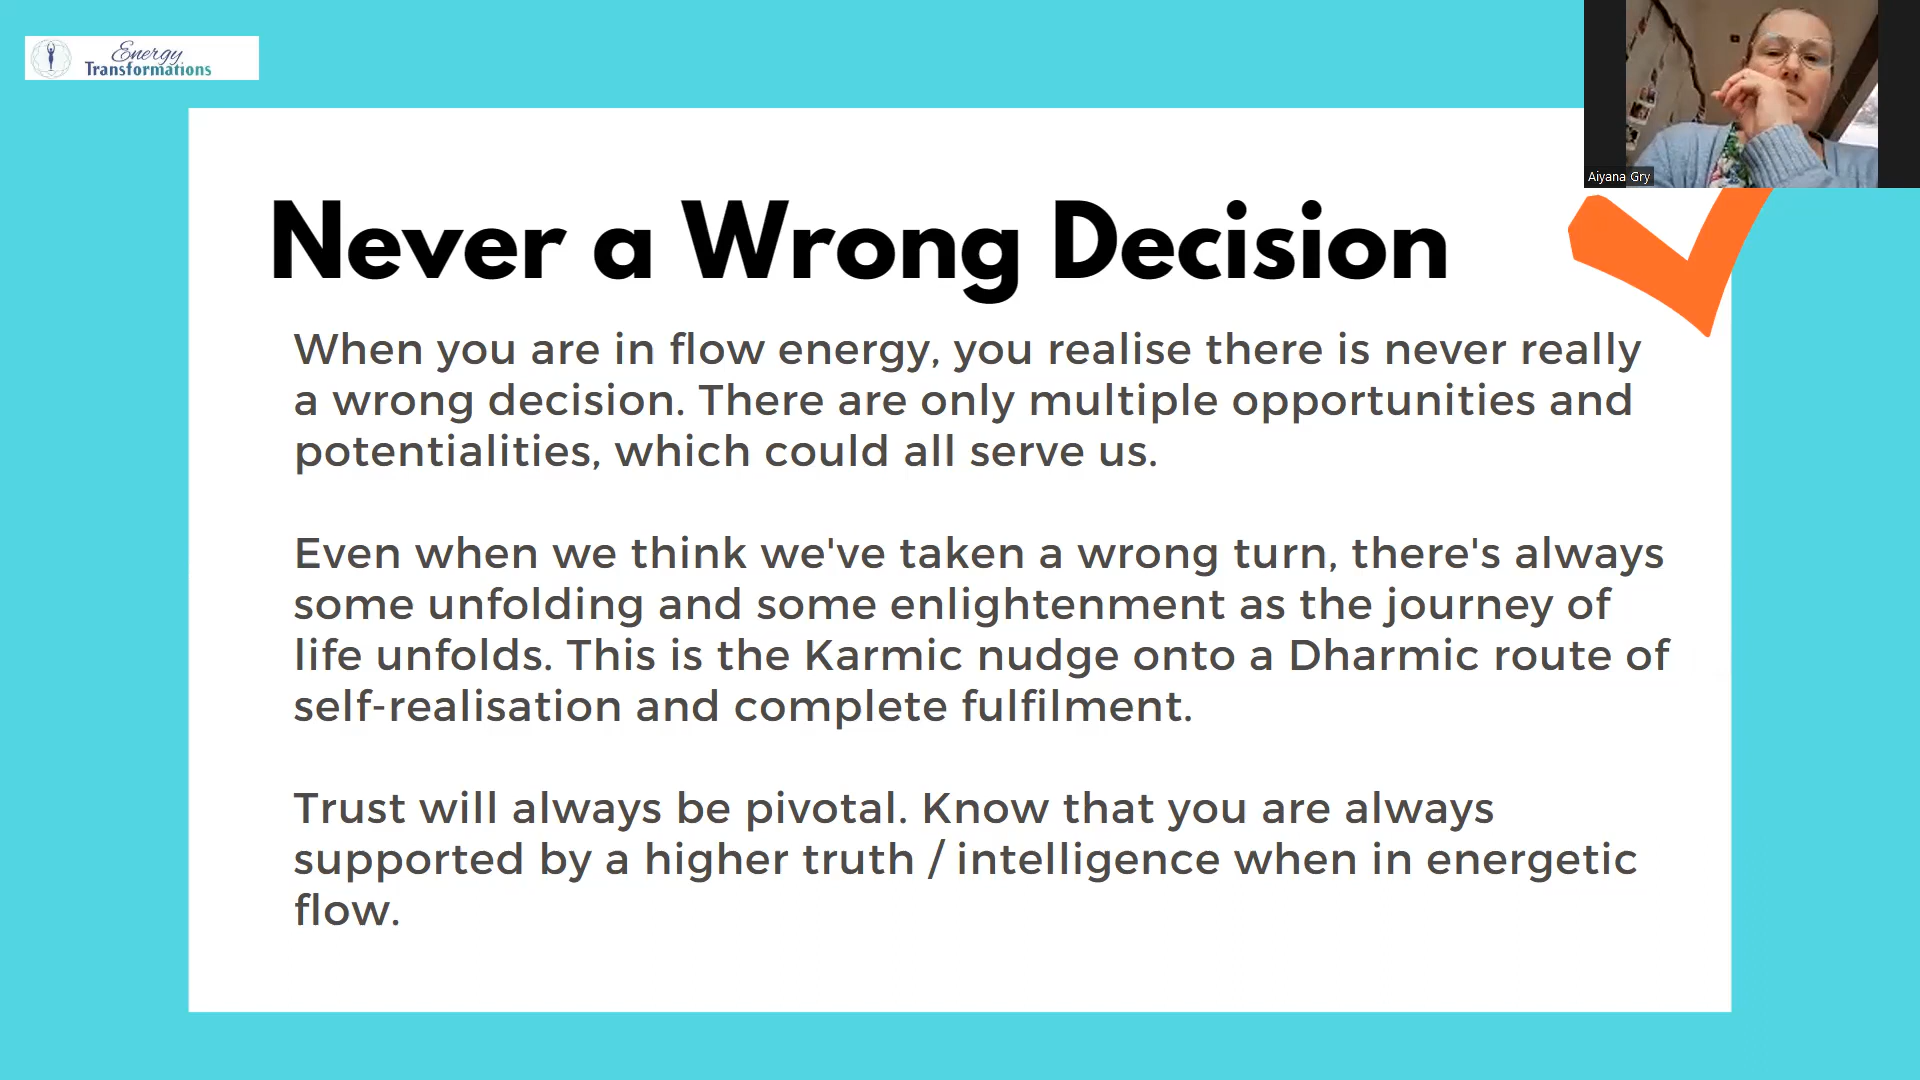 Energy
Transformations
Aiyana Gry
Never a Wrong Decision
When you are in flow energy, you realise there is never really
a wrong decision. There are only multiple opportunities and
potentialities, which could all serve us.
Even when we think we've taken a wrong turn, there's always
some unfolding and some enlightenment as the journey of
life unfolds. This is the Karmic nudge onto a Dharmic route of
self-realisation and complete fulfilment.
Trust will always be pivotal. Know that you are always
supported by a higher truth / intelligence when in energetic
flow.